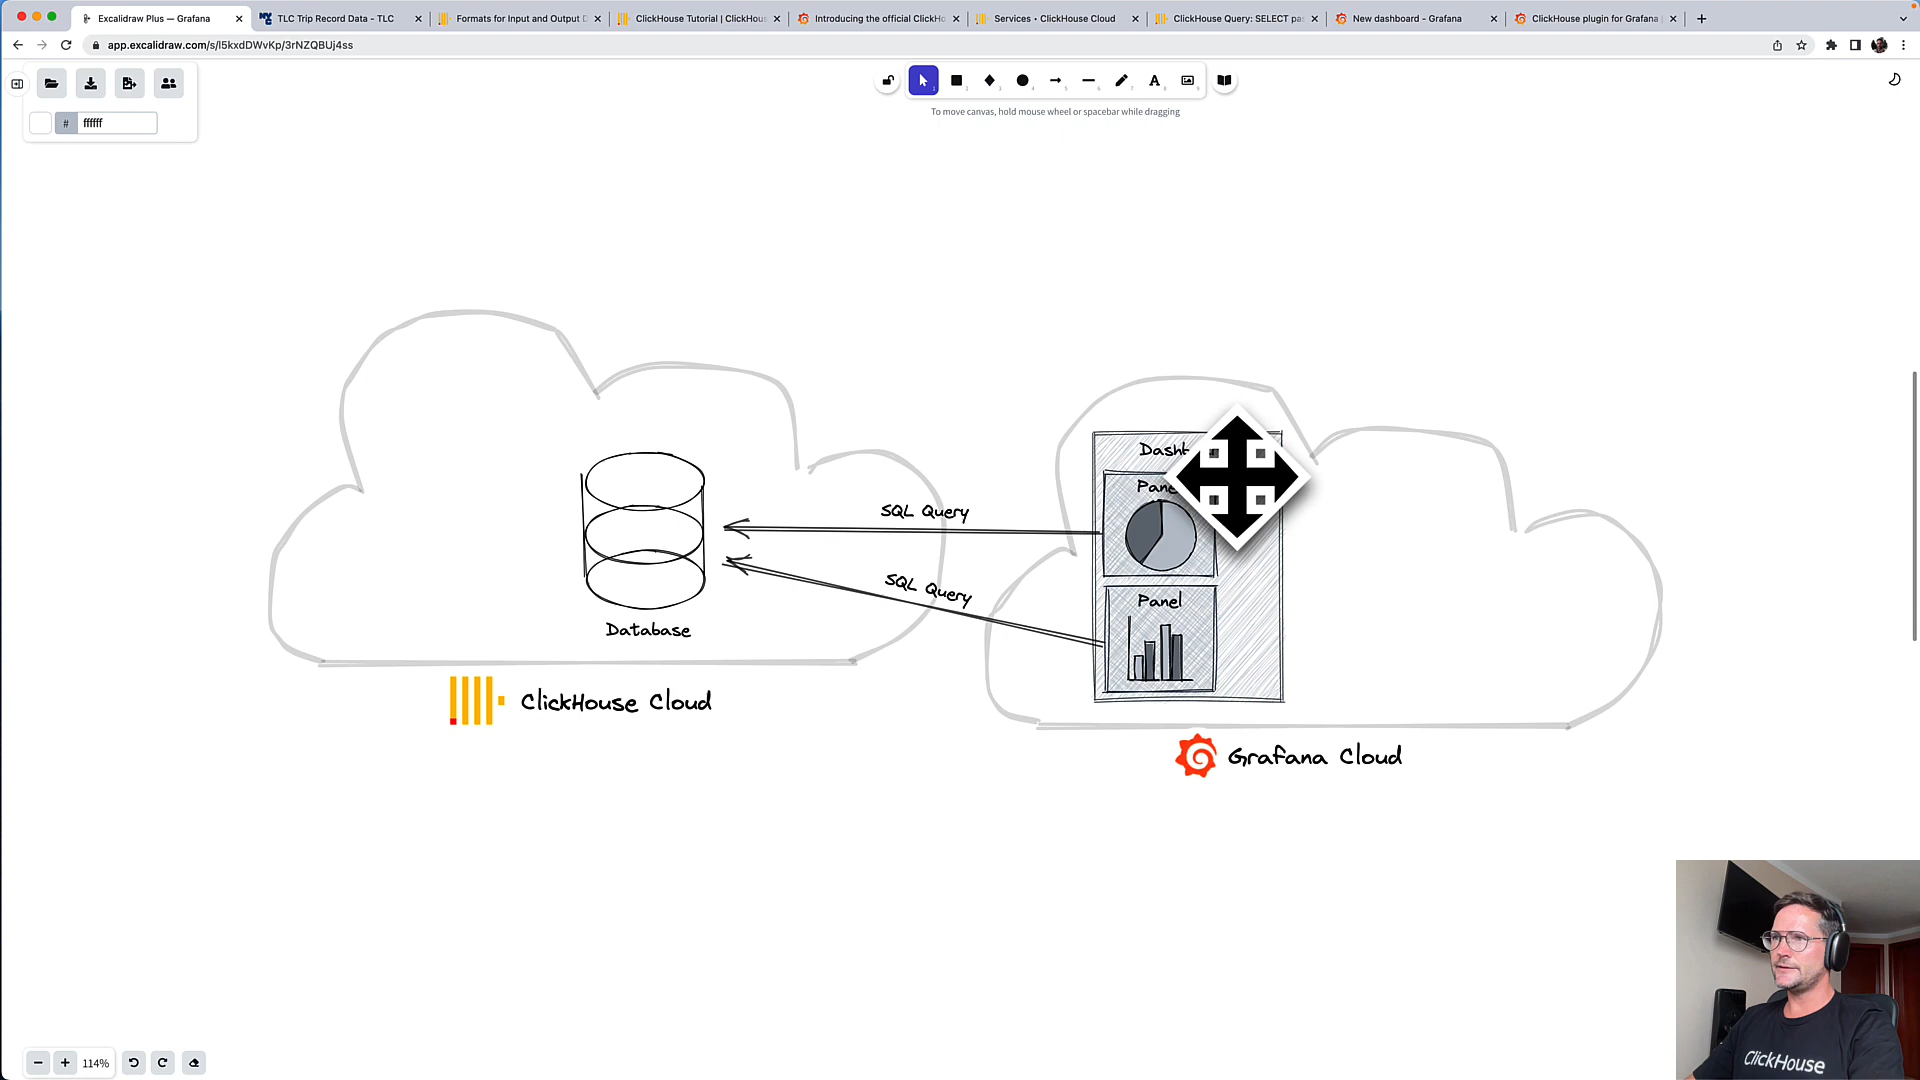 Excalidraw Plus — Grafana
TLC Trip Record Data - TLC
Formats for Input and Output D
ClickHouse Tutorial | ClickHous
Introducing the official ClickHo
Services • ClickHouse Cloud
ClickHouse Query: SELECT pa
New dashboard - Grafana
ClickHouse plugin for Grafana
app.excalidraw.com/s/l5kxdDWvKp/3rNZQBUj4ss
# ffffff
A
To move canvas, hold mouse wheel or spacebar while dragging
Dashb
Pane
SQL Query
SQL Query
Panel
Database
ClickHouse Cloud
Grafana Cloud
ClickHouse
114%